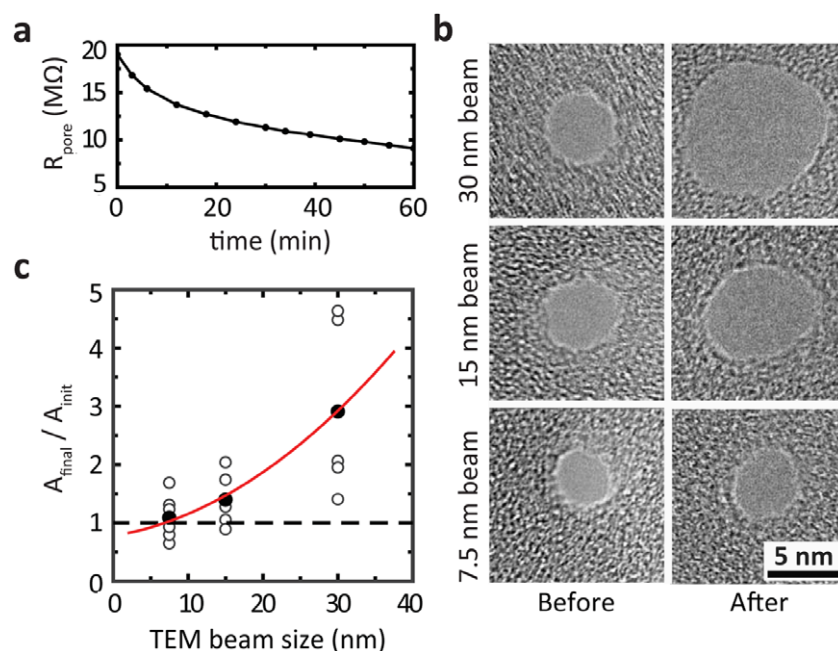 a
20
15
10
5
R_pore (MΩ)
0 20 40 60
time (min)
b
30 nm beam
15 nm beam
7.5 nm beam
5 nm
Before After
c
5
4
3
2
1
0
A_final / A_init
0 10 20 30 40
TEM beam size (nm)